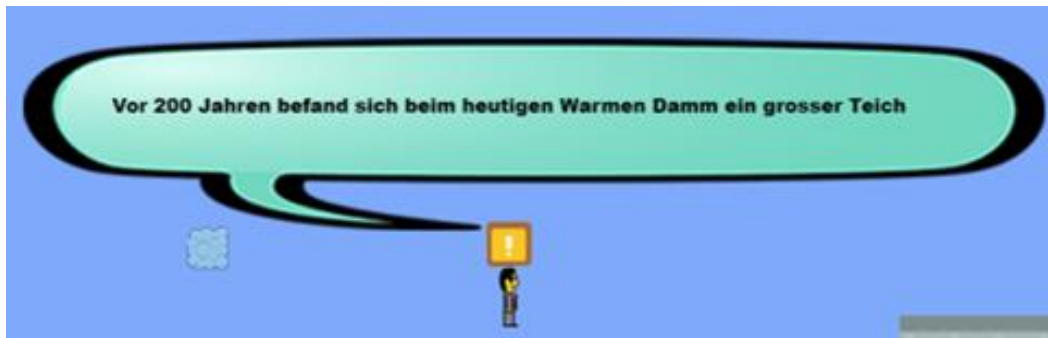 Vor 200 Jahren befand sich beim heutigen Warmen Damm ein grosser Teich
!